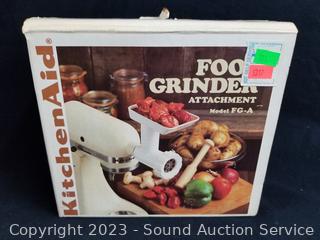 KitchenAid
FOOD
GRINDER
ATTACHMENT
Model FG-A
Copyright 2023 - Sound Auction Service